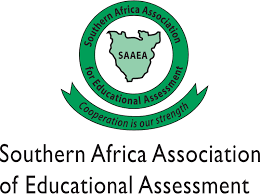 Southern Africa Association
SAAEA
for Educational Assessment
Cooperation is our strength
Southern Africa Association
of Educational Assessment